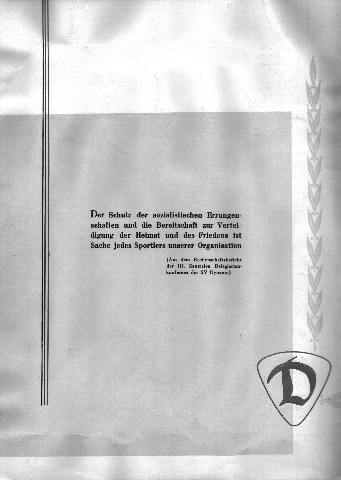 Der Schutz der sozialistischen Errungen-
schaften und die Bereitschaft zur Vertei-
digung der Heimat und des Friedens ist
Sache jedes Sportlers unserer Organisation
(Aus dem Rechenschaftsbericht
der III. Zentralen Delegierten-
konferenz der SV Dynamo)
D